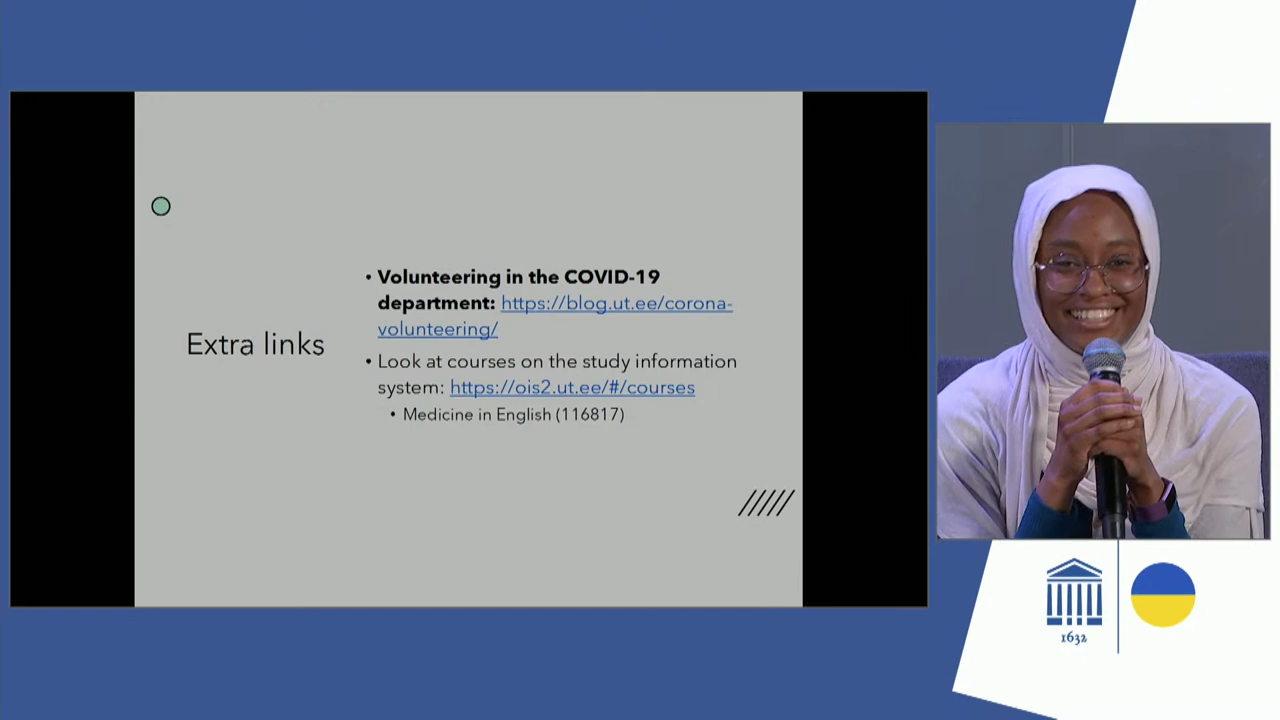 Extra links
• Volunteering in the COVID-19
department: https://blog.ut.ee/corona-
volunteering/
• Look at courses on the study information
system: https://ois2.ut.ee/#/courses
• Medicine in English (116817)
1632